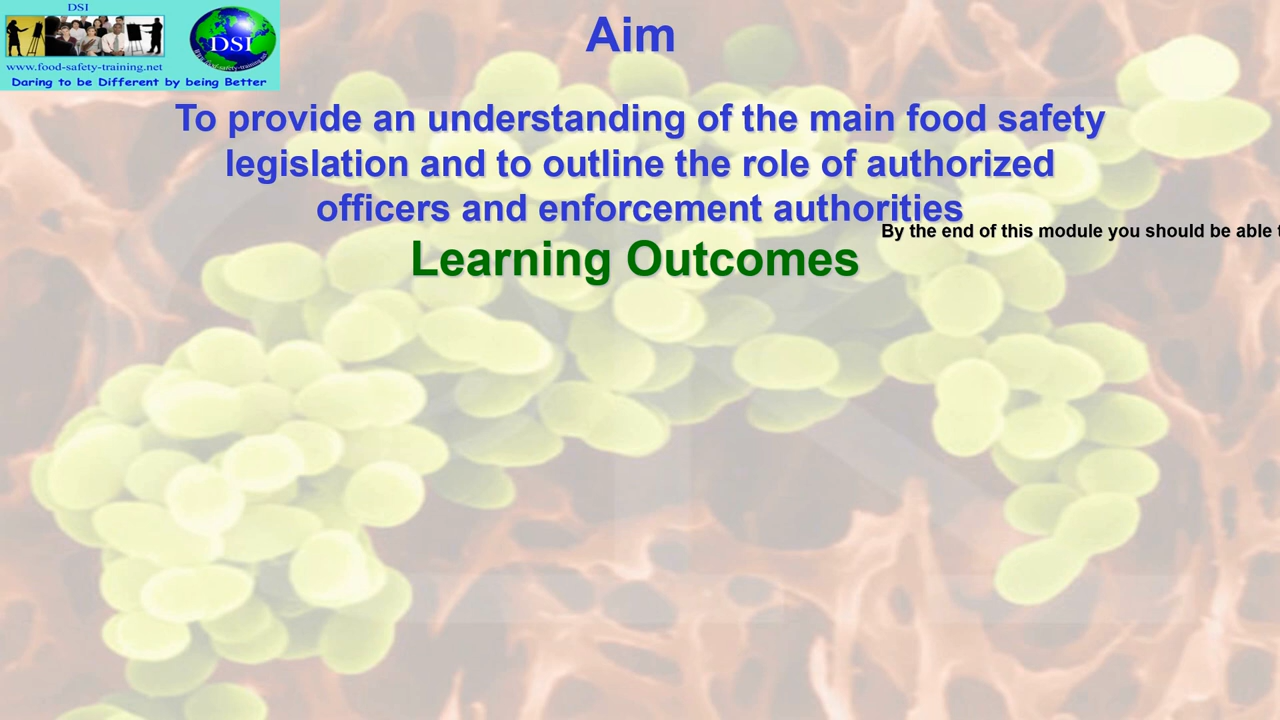 DSI
DSI
www.food-safety-training.net
Daring to be Different by being Better
Aim
To provide an understanding of the main food safety
legislation and to outline the role of authorized
officers and enforcement authorities
By the end of this module you should be able
Learning Outcomes